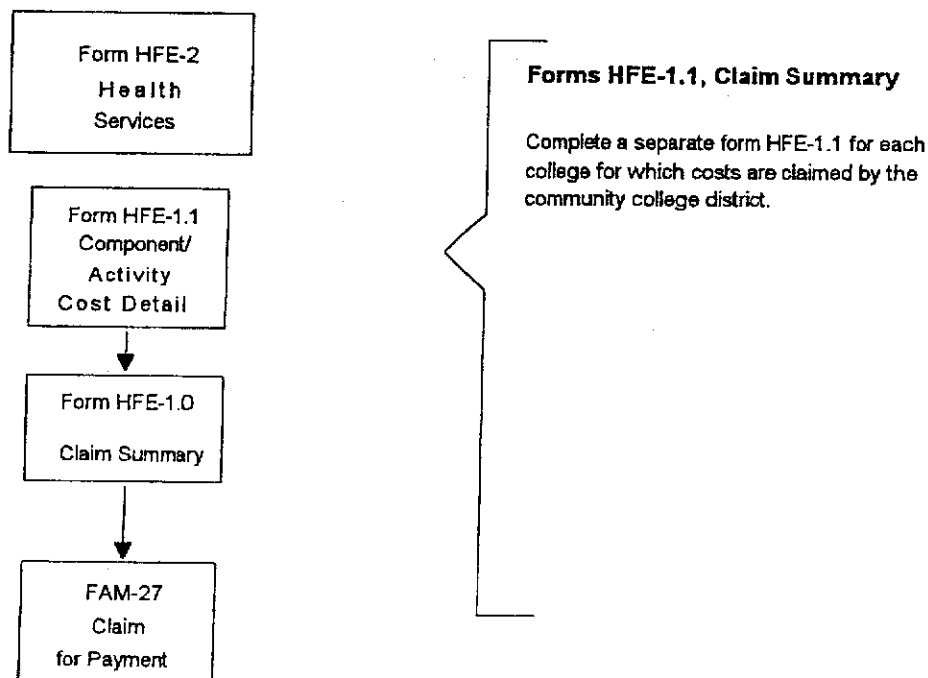 Form HFE-2
Health
Services
Form HFE-1.1
Component/
Activity
Cost Detail
Form HFE-1.0
Claim Summary
FAM-27
Claim
for Payment
Forms HFE-1.1, Claim Summary
Complete a separate form HFE-1.1 for each
college for which costs are claimed by the
community college district.